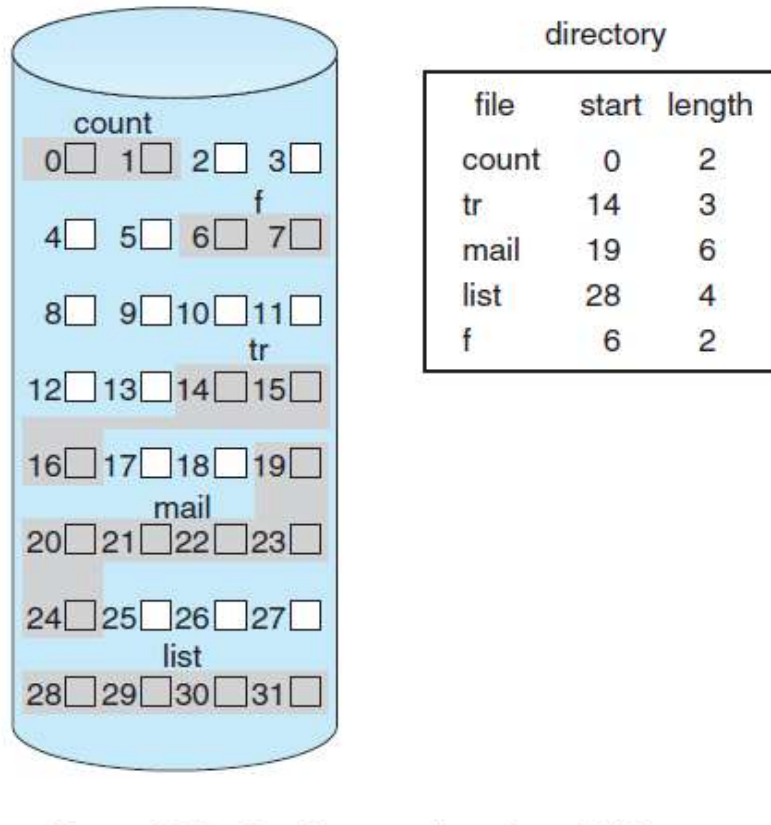 count
0 1 2 3
f
4 5 6 7
8 9 10 11
tr
12 13 14 15
16 17 18 19
mail
20 21 22 23
24 25 26 27
list
28 29 30 31
directory
file start length
count 0 2
tr 14 3
mail 19 6
list 28 4
f 6 2